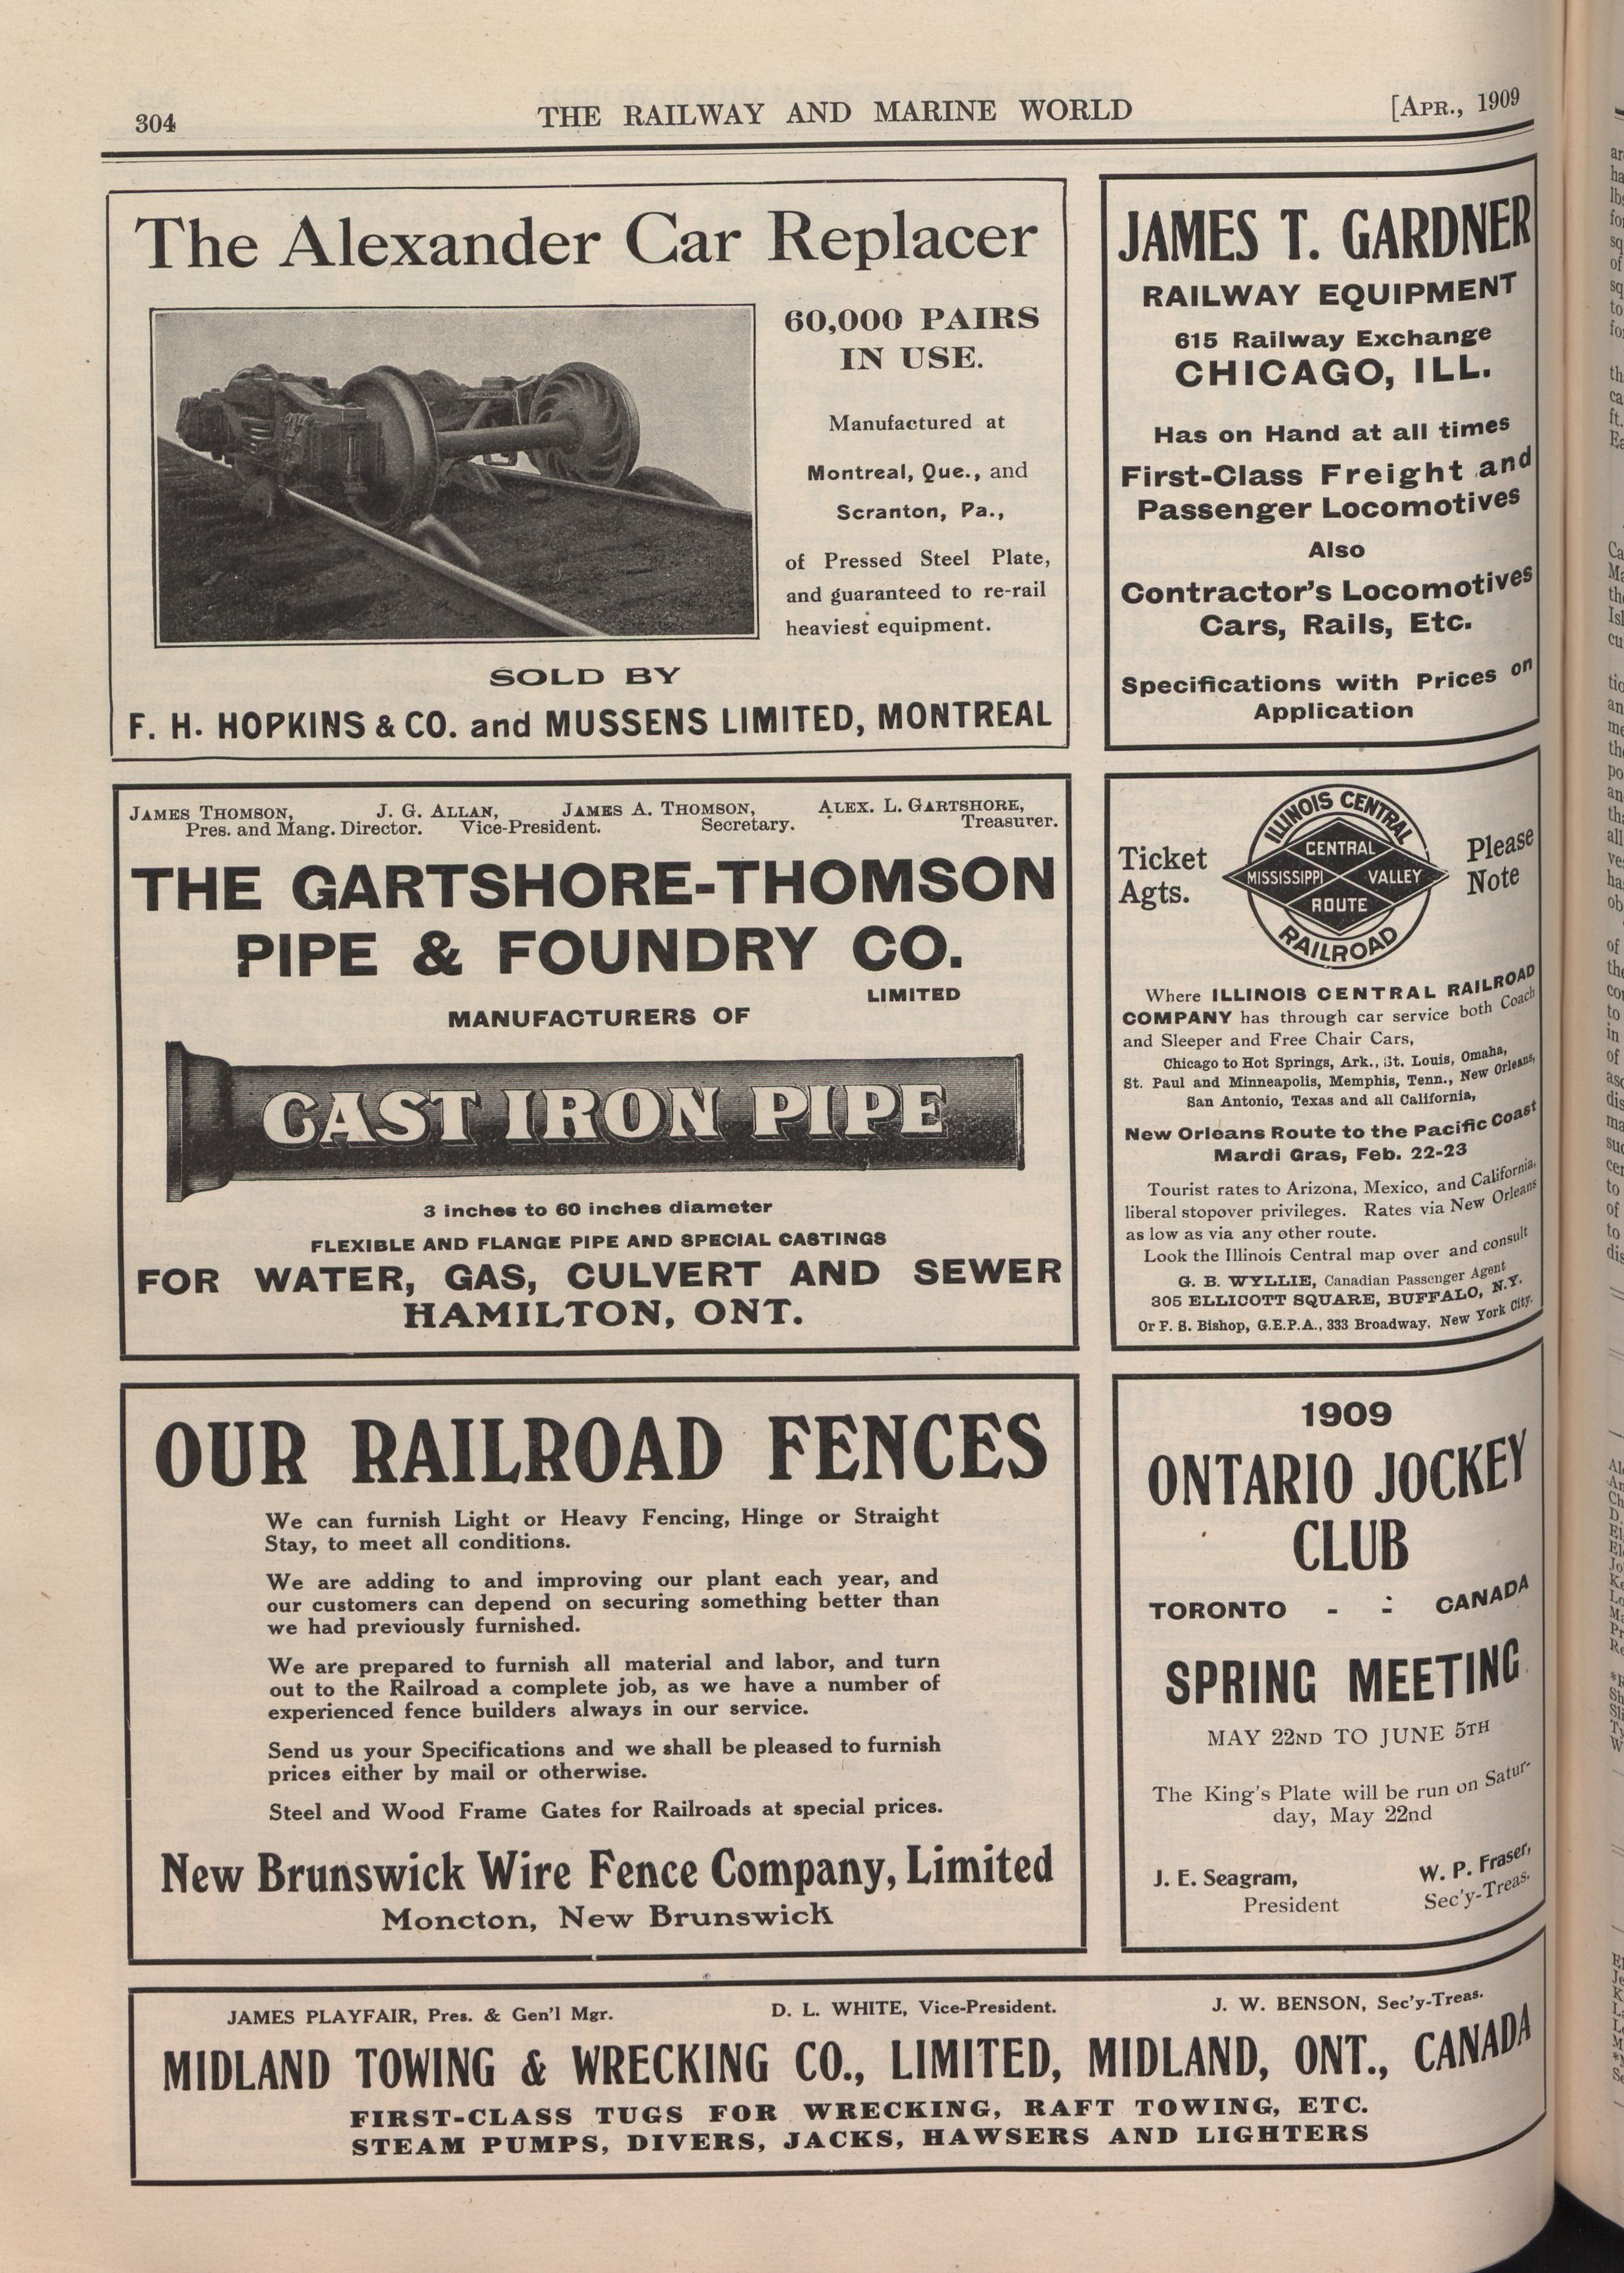 304
THE RAILWAY AND MARINE WORLD
[APR., 1909
The Alexander Car Replacer
60,000 PAIRS
IN USE.
Manufactured at
Montreal, Que., and
Scranton, Pa.,
of Pressed Steel Plate,
and guaranteed to re-rail
heaviest equipment.
SOLD BY
F. H. HOPKINS & CO. and MUSSENS LIMITED, MONTREAL
JAMES T. GARDNER
RAILWAY EQUIPMENT
615 Railway Exchange
CHICAGO, ILL.
Has on Hand at all times
First-Class Freight and
Passenger Locomotives
Also
Contractor's Locomotives
Cars, Rails, Etc.
Specifications with Prices on
Application
JAMES THOMSON, J. G. ALLAN, JAMES A. THOMSON, ALEX. L. GARTSHORE,
Pres. and Mang. Director. Vice-President. Secretary. Treasurer.
THE GARTSHORE-THOMSON
PIPE & FOUNDRY CO.
LIMITED
MANUFACTURERS OF
CAST IRON PIPE
3 inches to 60 inches diameter
FLEXIBLE AND FLANGE PIPE AND SPECIAL CASTINGS
FOR WATER, GAS, CULVERT AND SEWER
HAMILTON, ONT.
Ticket
Agts.
ILLINOIS CENTRAL
CENTRAL
MISSISSIPPI VALLEY
ROUTE
RAILROAD
Please
Note
Where ILLINOIS CENTRAL RAILROAD
COMPANY has through car service both Coach
and Sleeper and Free Chair Cars,
Chicago to Hot Springs, Ark., St. Louis, Omaha,
St. Paul and Minneapolis, Memphis, Tenn., New Orleans,
San Antonio, Texas and all California,
New Orleans Route to the Pacific Coast
Mardi Gras, Feb. 22-23
Tourist rates to Arizona, Mexico, and California,
liberal stopover privileges. Rates via New Orleans
as low as via any other route.
Look the Illinois Central map over and consult
G. B. WYLLIE, Canadian Passenger Agent
305 ELLICOTT SQUARE, BUFFALO, N.Y.
Or F. S. Bishop, G.E.P.A., 333 Broadway, New York City.
OUR RAILROAD FENCES
We can furnish Light or Heavy Fencing, Hinge or Straight
Stay, to meet all conditions.
We are adding to and improving our plant each year, and
our customers can depend on securing something better than
we had previously furnished.
We are prepared to furnish all material and labor, and turn
out to the Railroad a complete job, as we have a number of
experienced fence builders always in our service.
Send us your Specifications and we shall be pleased to furnish
prices either by mail or otherwise.
Steel and Wood Frame Gates for Railroads at special prices.
New Brunswick Wire Fence Company, Limited
Moncton, New Brunswick
1909
ONTARIO JOCKEY
CLUB
TORONTO - - CANADA
SPRING MEETING
MAY 22ND TO JUNE 5TH
The King's Plate will be run on Satur-
day, May 22nd
J. E. Seagram,
President
W. P. Fraser,
Sec'y-Treas.
JAMES PLAYFAIR, Pres. & Gen'l Mgr. D. L. WHITE, Vice-President. J. W. BENSON, Sec'y-Treas.
MIDLAND TOWING & WRECKING CO., LIMITED, MIDLAND, ONT., CANADA
FIRST-CLASS TUGS FOR WRECKING, RAFT TOWING, ETC.
STEAM PUMPS, DIVERS, JACKS, HAWSERS AND LIGHTERS